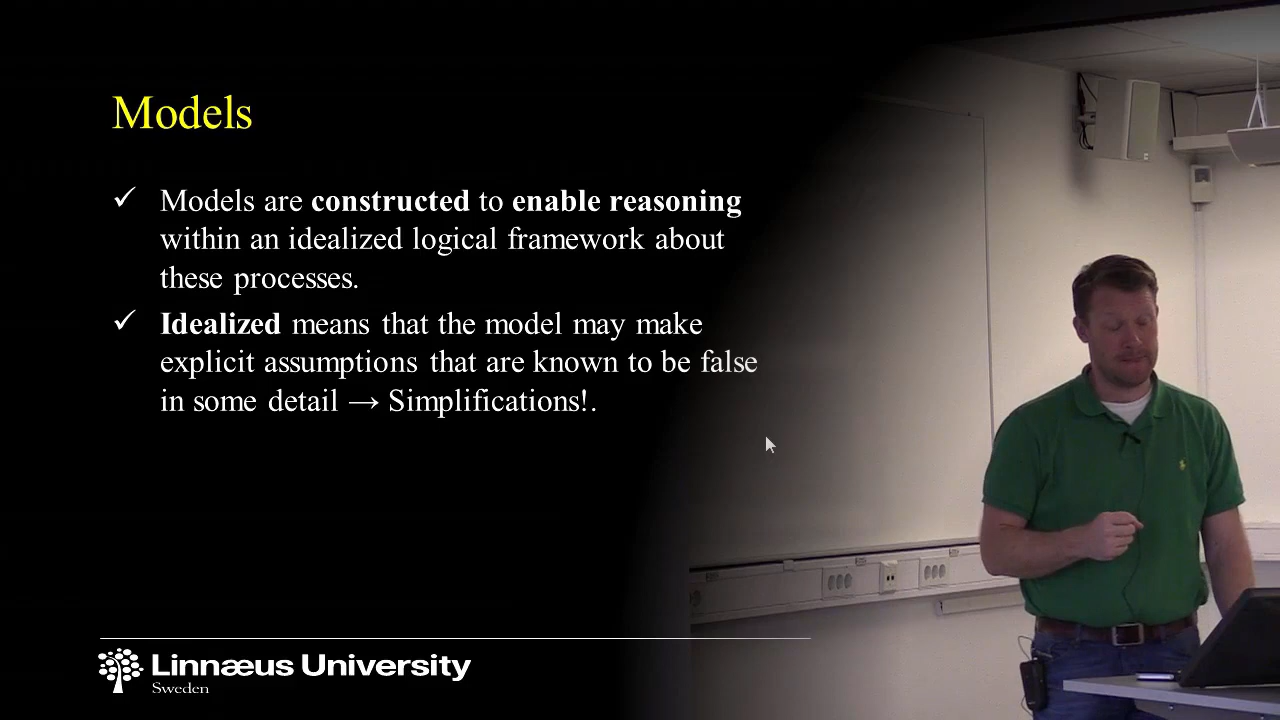 Models
✓ Models are constructed to enable reasoning
within an idealized logical framework about
these processes.
✓ Idealized means that the model may make
explicit assumptions that are known to be false
in some detail → Simplifications!.
Linnæus University
Sweden